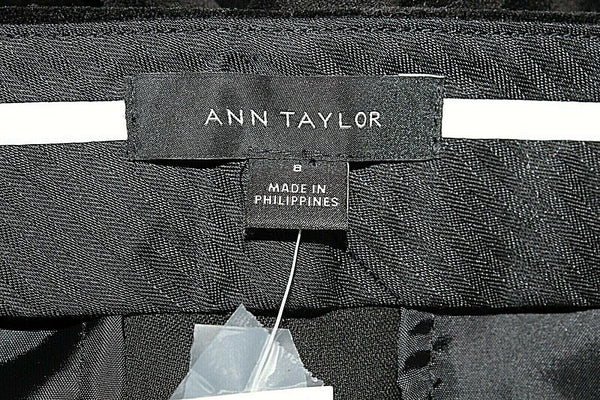 ANN TAYLOR
8
MADE IN
PHILIPPINES